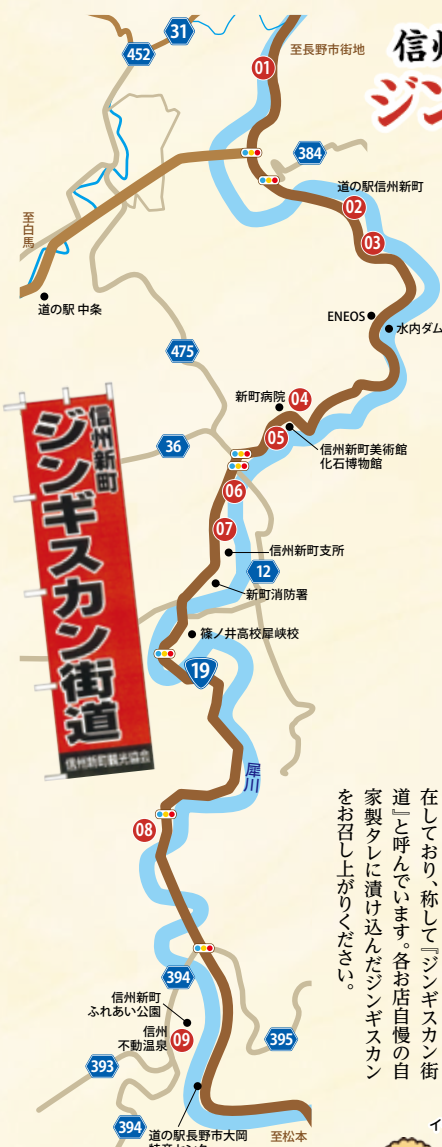 信州
ジン
31
452
至長野市街地
01
384
道の駅信州新町
02
03
至白馬
道の駅 中条
ENEOS
水内ダム
475
新町病院
04
05
信州新町美術館
化石博物館
36
06
07
信州新町支所
12
新町消防署
篠ノ井高校犀峡校
19
信州新町
ジンギスカン街道
信州新町観光協会
犀川
08
在しており、称して『ジンギスカン街
道』と呼んでいます。各お店自慢の自
家製タレに漬け込んだジンギスカン
をお召し上がりください。
394
信州新町
ふれあい公園
信州
不動温泉
09
395
393
394
道の駅長野市大岡
特産センター
至松本
イ